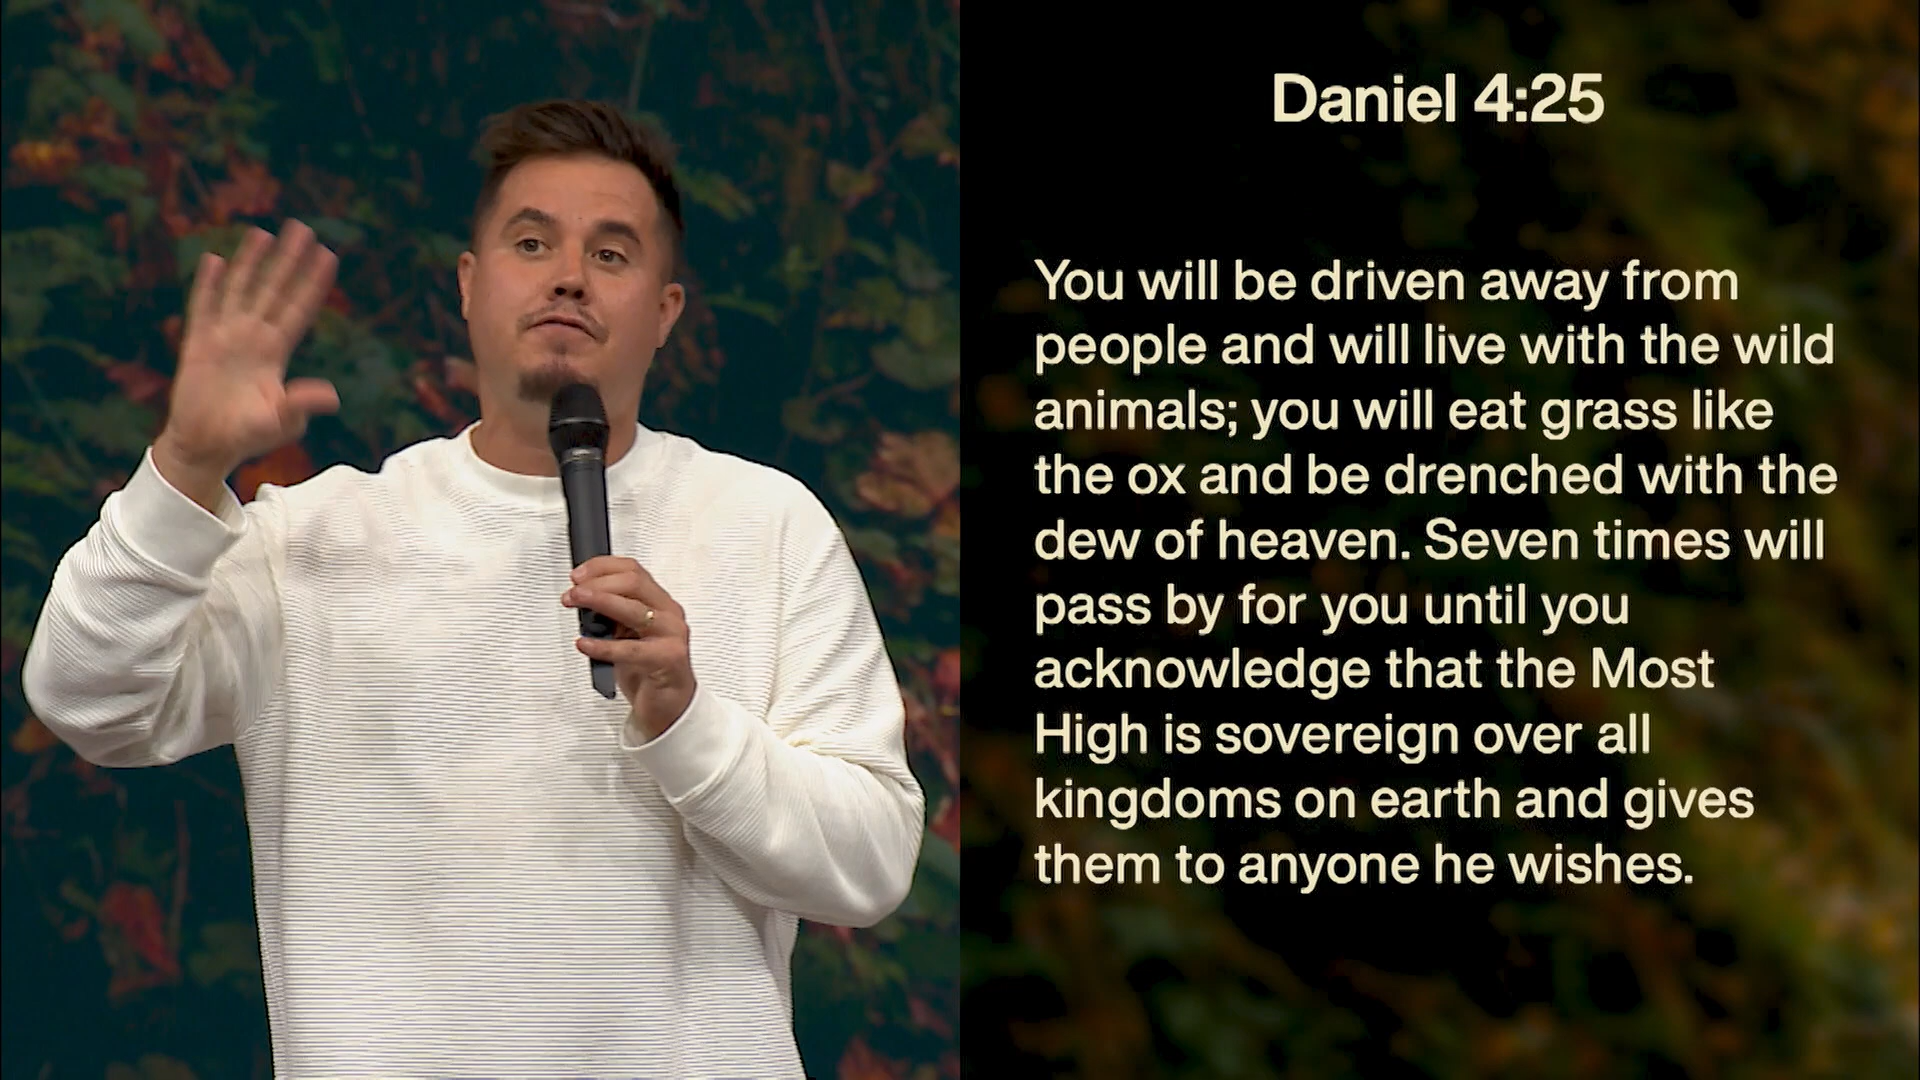 Daniel 4:25
You will be driven away from
people and will live with the wild
animals; you will eat grass like
the ox and be drenched with the
dew of heaven. Seven times will
pass by for you until you
acknowledge that the Most
High is sovereign over all
kingdoms on earth and gives
them to anyone he wishes.